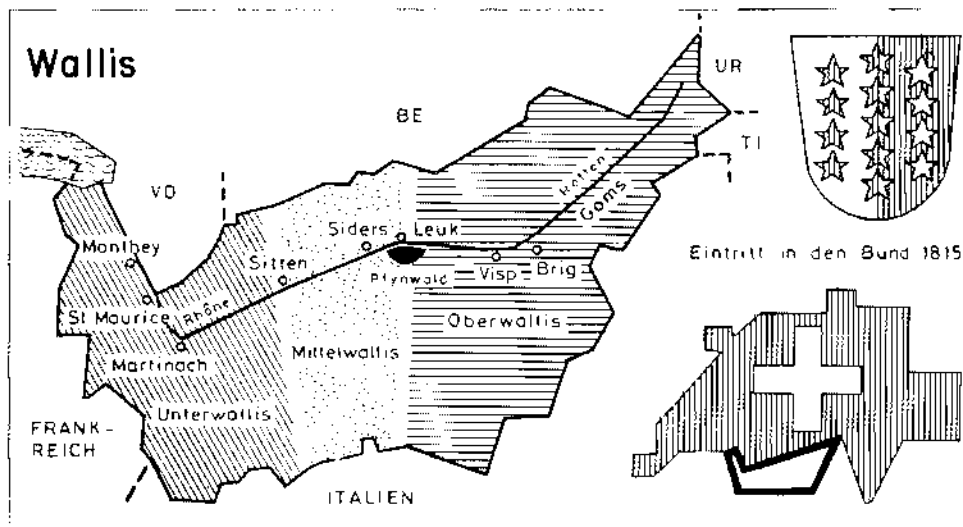 Wallis
UR
BE
TI
VD
Rotten
Goms
Siders
Leuk
Monthey
Sitten
Pfynwald
Visp
Brig
Eintritt in den Bund 1815
St Maurice
Rhône
Oberwallis
Mittelwallis
Martinach
Unterwallis
FRANK-
REICH
ITALIEN